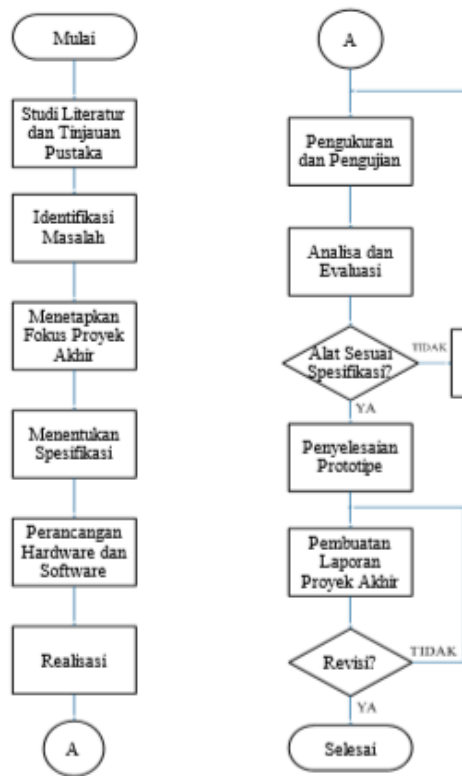 Mulai
Studi Literatur
dan Tinjauan
Pustaka
Identifikasi
Masalah
Menetapkan
Fokus Proyek
Akhir
Menentukan
Spesifikasi
Perancangan
Hardware dan
Software
Realisasi
A
A
Pengukuran
dan Pengujian
Analisa dan
Evaluasi
Alat Sesuai
Spesifikasi?
TIDAK
YA
Penyelesaian
Prototipe
Pembuatan
Laporan
Proyek Akhir
Revisi?
TIDAK
YA
Selesai